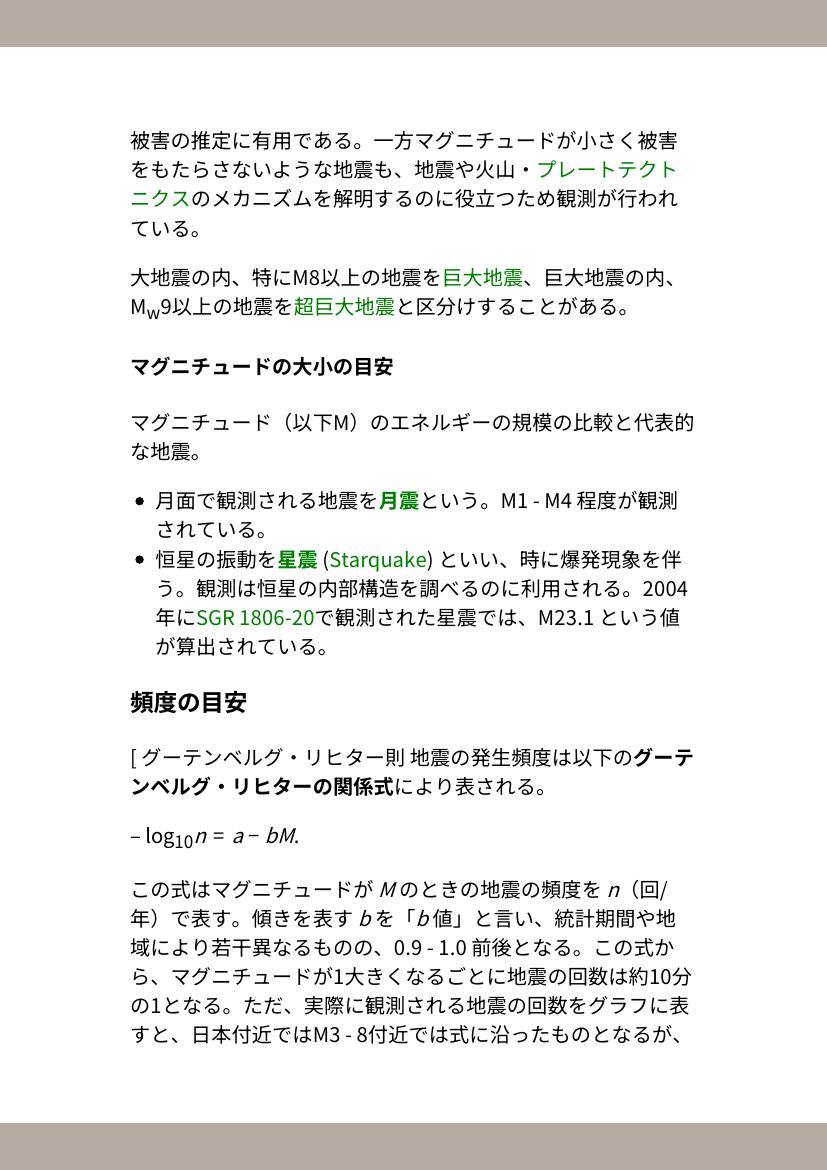 被害の推定に有用である。一方マグニチュードが小さく被害
をもたらさないような地震も、地震や火山・プレートテクト
ニクスのメカニズムを解明するのに役立つため観測が行われ
ている。
大地震の内、特にM8以上の地震を巨大地震、巨大地震の内、
Mw9以上の地震を超巨大地震と区分けすることがある。
マグニチュードの大小の目安
マグニチュード（以下M）のエネルギーの規模の比較と代表的
な地震。
• 月面で観測される地震を月震という。M1 - M4 程度が観測
されている。
• 恒星の振動を星震 (Starquake) といい、時に爆発現象を伴
う。観測は恒星の内部構造を調べるのに利用される。2004
年にSGR 1806-20で観測された星震では、M23.1 という値
が算出されている。
頻度の目安
[ グーテンベルグ・リヒター則 地震の発生頻度は以下のグーテ
ンベルグ・リヒターの関係式により表される。
– log10n = a − bM.
この式はマグニチュードが M のときの地震の頻度を n（回/
年）で表す。傾きを表す b を「b 値」と言い、統計期間や地
域により若干異なるものの、0.9 - 1.0 前後となる。この式か
ら、マグニチュードが1大きくなるごとに地震の回数は約10分
の1となる。ただ、実際に観測される地震の回数をグラフに表
すと、日本付近ではM3 - 8付近では式に沿ったものとなるが、